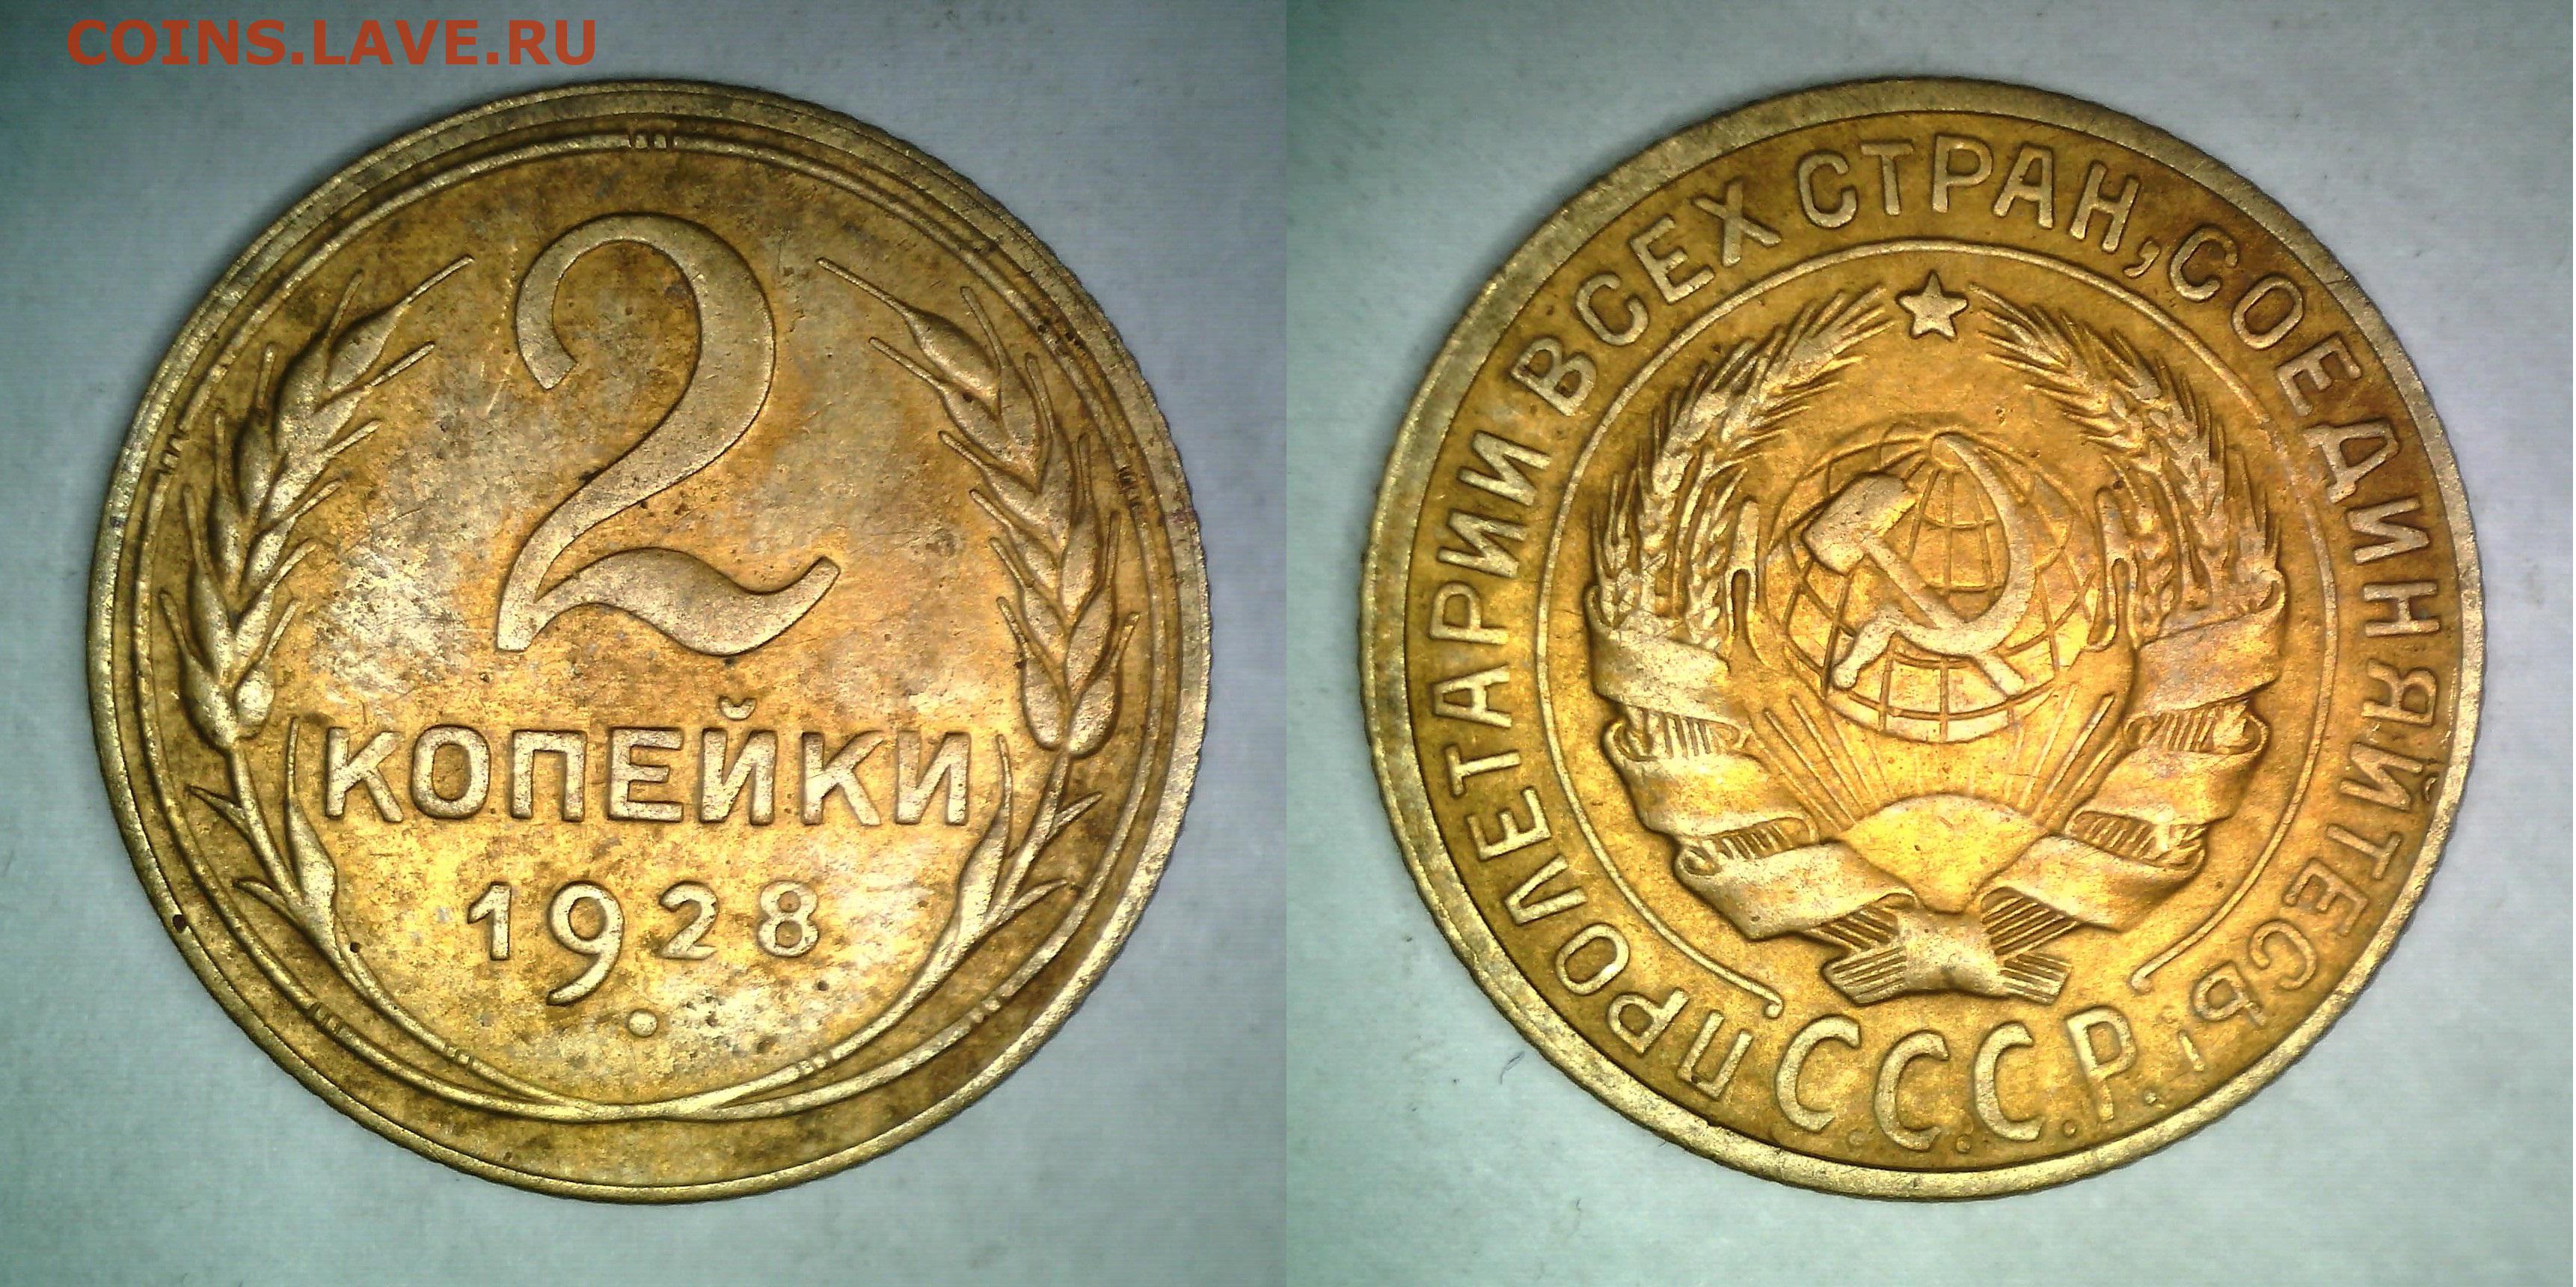 COINS.LAVE.RU
2
КОПЕЙКИ
1928
ПРОЛЕТАРИИ ВСЕХ СТРАН, СОЕДИНЯЙТЕСЬ!
С.С.С.Р.